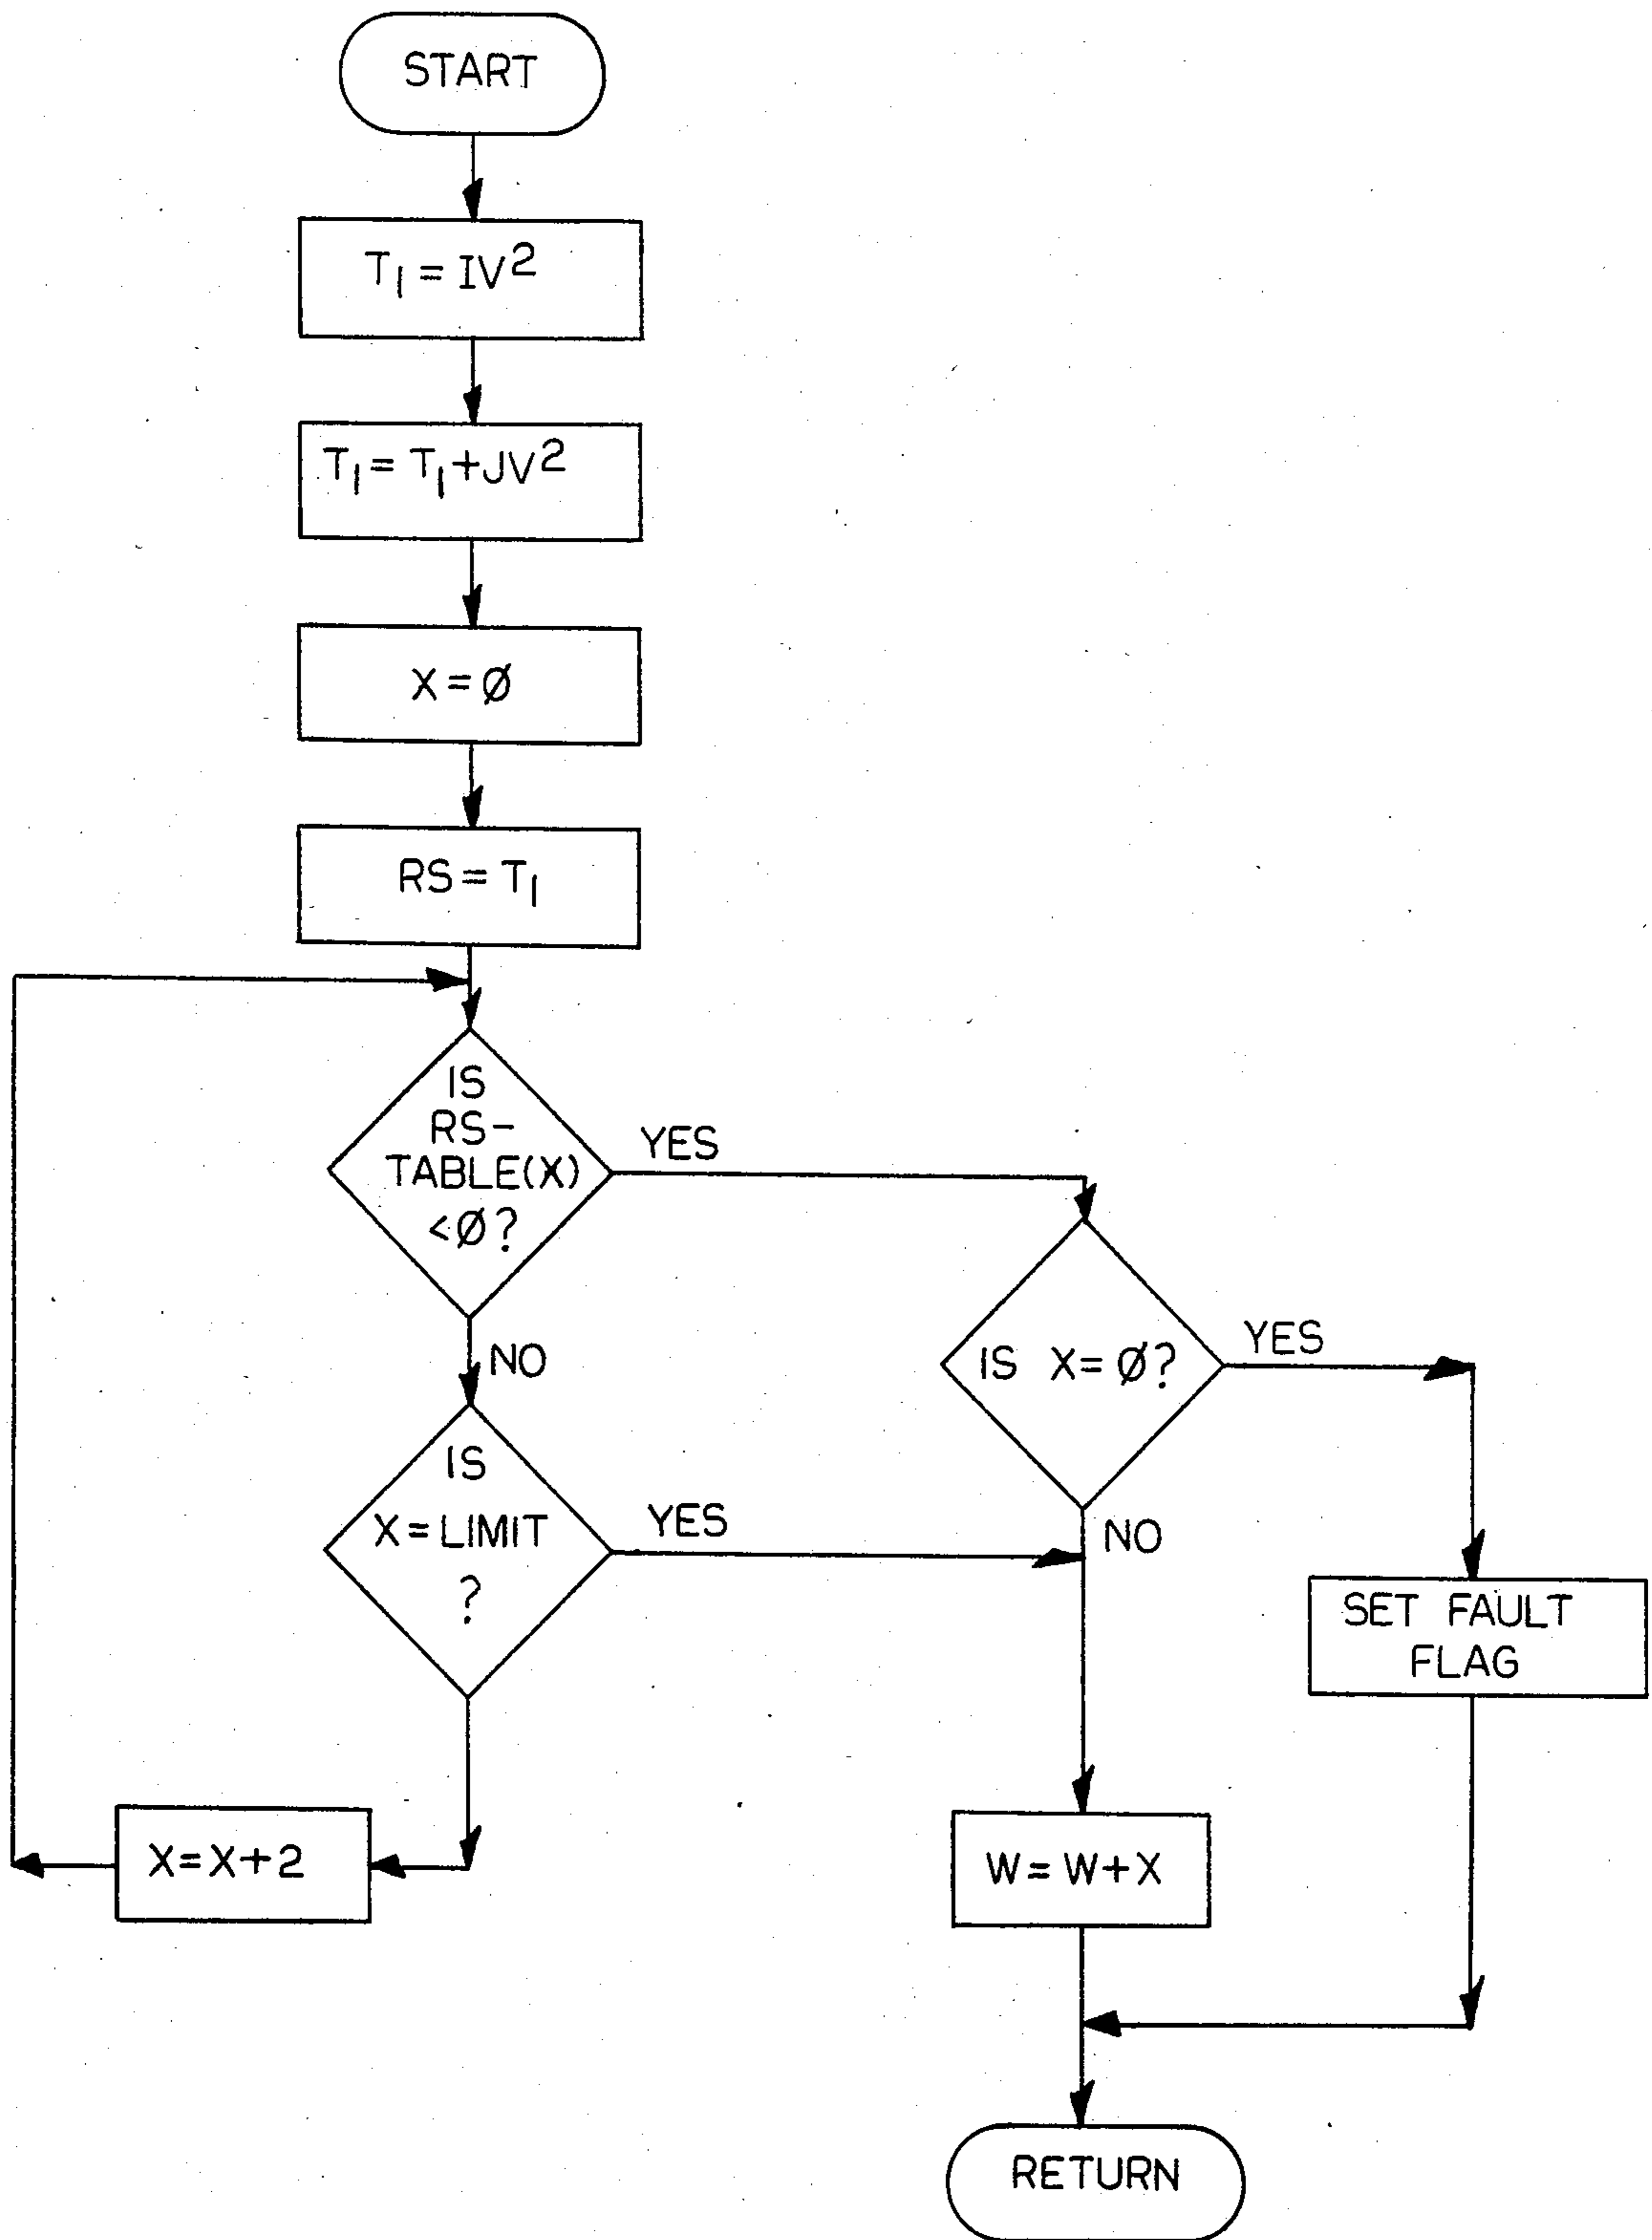 START
T₁ = IV²
T₁ = T₁+JV²
X=Ø
RS=T₁
IS
RS-
TABLE(X)
<Ø?
YES
NO
IS X=Ø?
YES
NO
IS
X=LIMIT
?
YES
SET FAULT
FLAG
X=X+2
W=W+X
RETURN